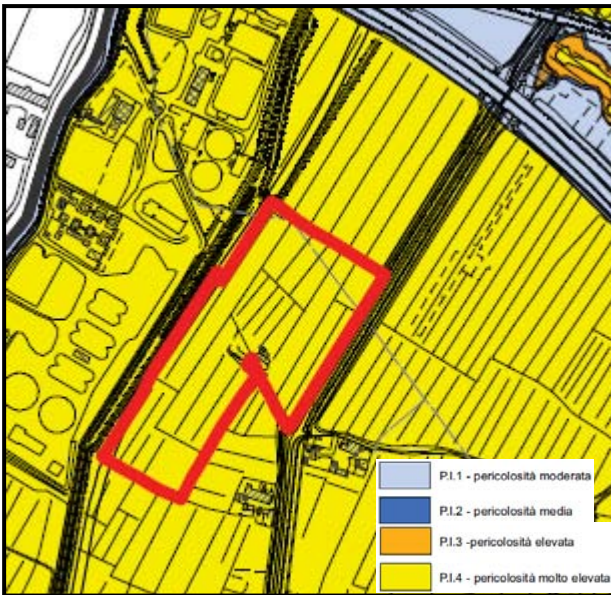 P.I.1 - pericolosità moderata
P.I.2 - pericolosità media
P.I.3 -pericolosità elevata
P.I.4 - pericolosità molto elevata